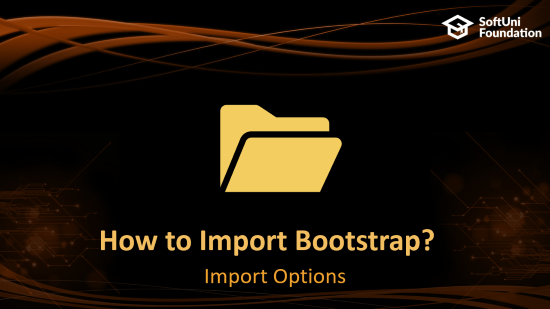 SoftUni
Foundation
How to Import Bootstrap?
Import Options